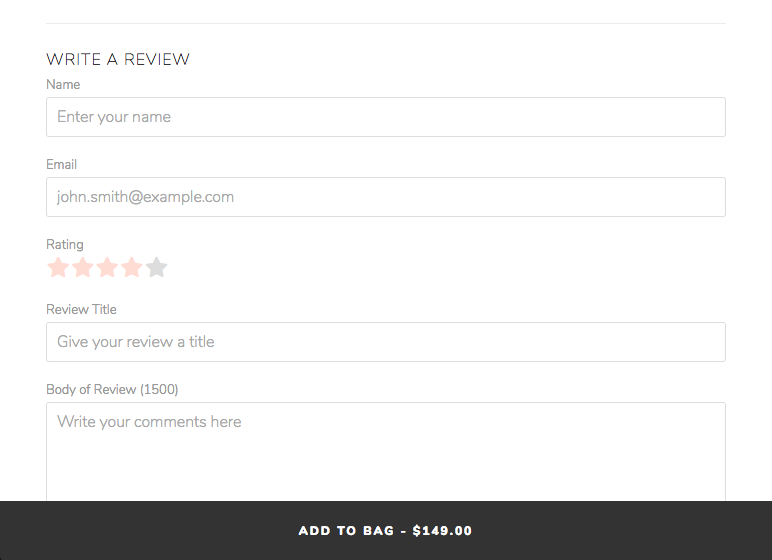 WRITE A REVIEW
Name
Enter your name
Email
john.smith@example.com
Rating
Review Title
Give your review a title
Body of Review (1500)
Write your comments here
ADD TO BAG - $149.00